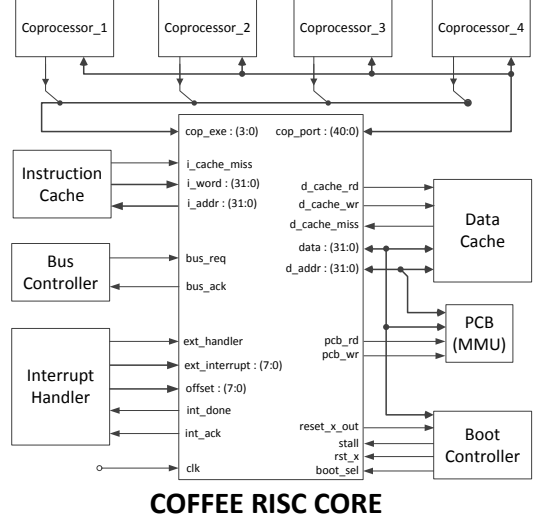 Coprocessor_1
Coprocessor_2
Coprocessor_3
Coprocessor_4
cop_exe : (3:0)
cop_port : (40:0)
Instruction
Cache
i_cache_miss
i_word : (31:0)
i_addr : (31:0)
d_cache_rd
d_cache_wr
d_cache_miss
data : (31:0)
d_addr : (31:0)
Data
Cache
Bus
Controller
bus_req
bus_ack
PCB
(MMU)
pcb_rd
pcb_wr
Interrupt
Handler
ext_handler
ext_interrupt : (7:0)
offset : (7:0)
int_done
int_ack
clk
reset_x_out
stall
rst_x
boot_sel
Boot
Controller
COFFEE RISC CORE